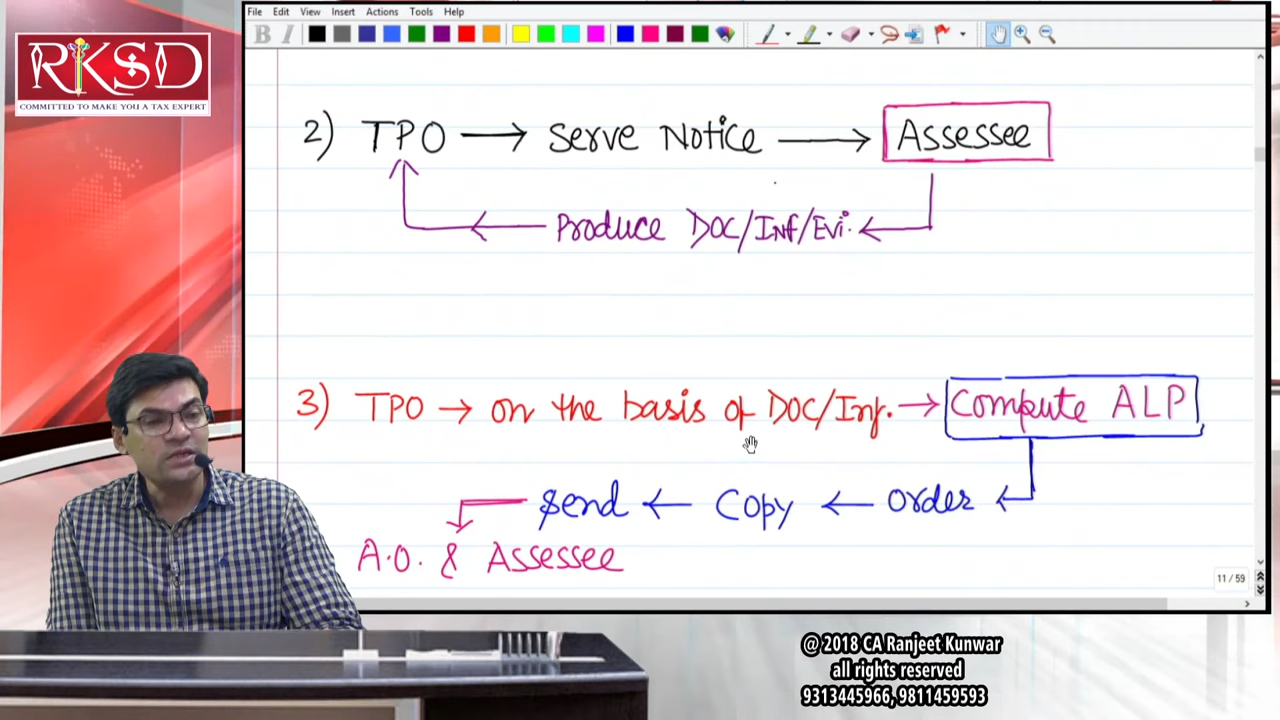 File Edit View Insert Actions Tools Help
B I
RKSD
COMMITTED TO MAKE YOU A TAX EXPERT
2) TPO → Serve Notice → Assessee
Produce DOC/Inf/Evi.
3) TPO → on the basis of DOC/Inf. → Compute ALP
Send ← Copy ← Order
A.O. & Assessee
11 / 59
@ 2018 CA Ranjeet Kunwar
all rights reserved
9313445966, 9811459593